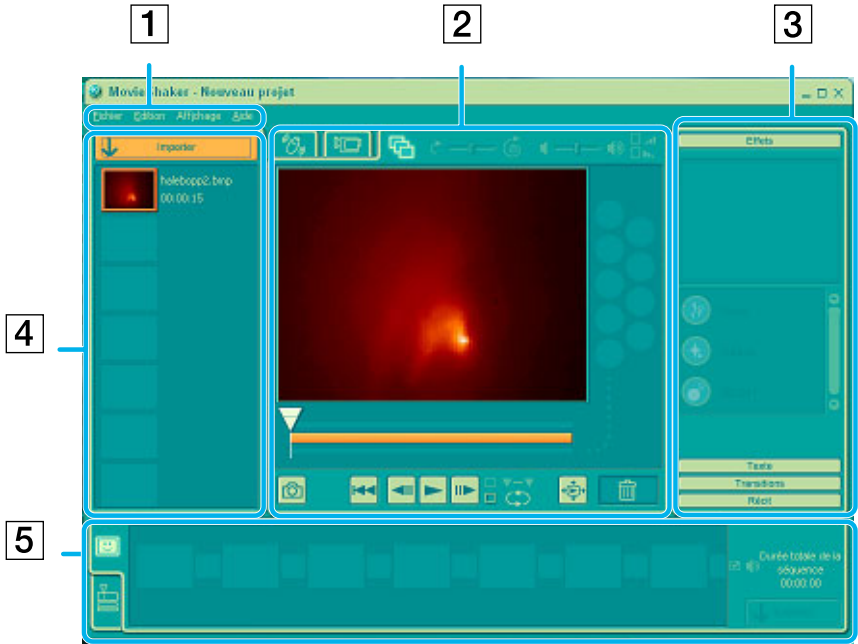 1
2
3
MovieShaker - Nouveau projet
Fichier Edition Affichage Aide
Importer
Effets
halebopp2.bmp
00:00:15
4
Texte
Transitions
Récit
5
Durée totale de la
séquence
00:00:00